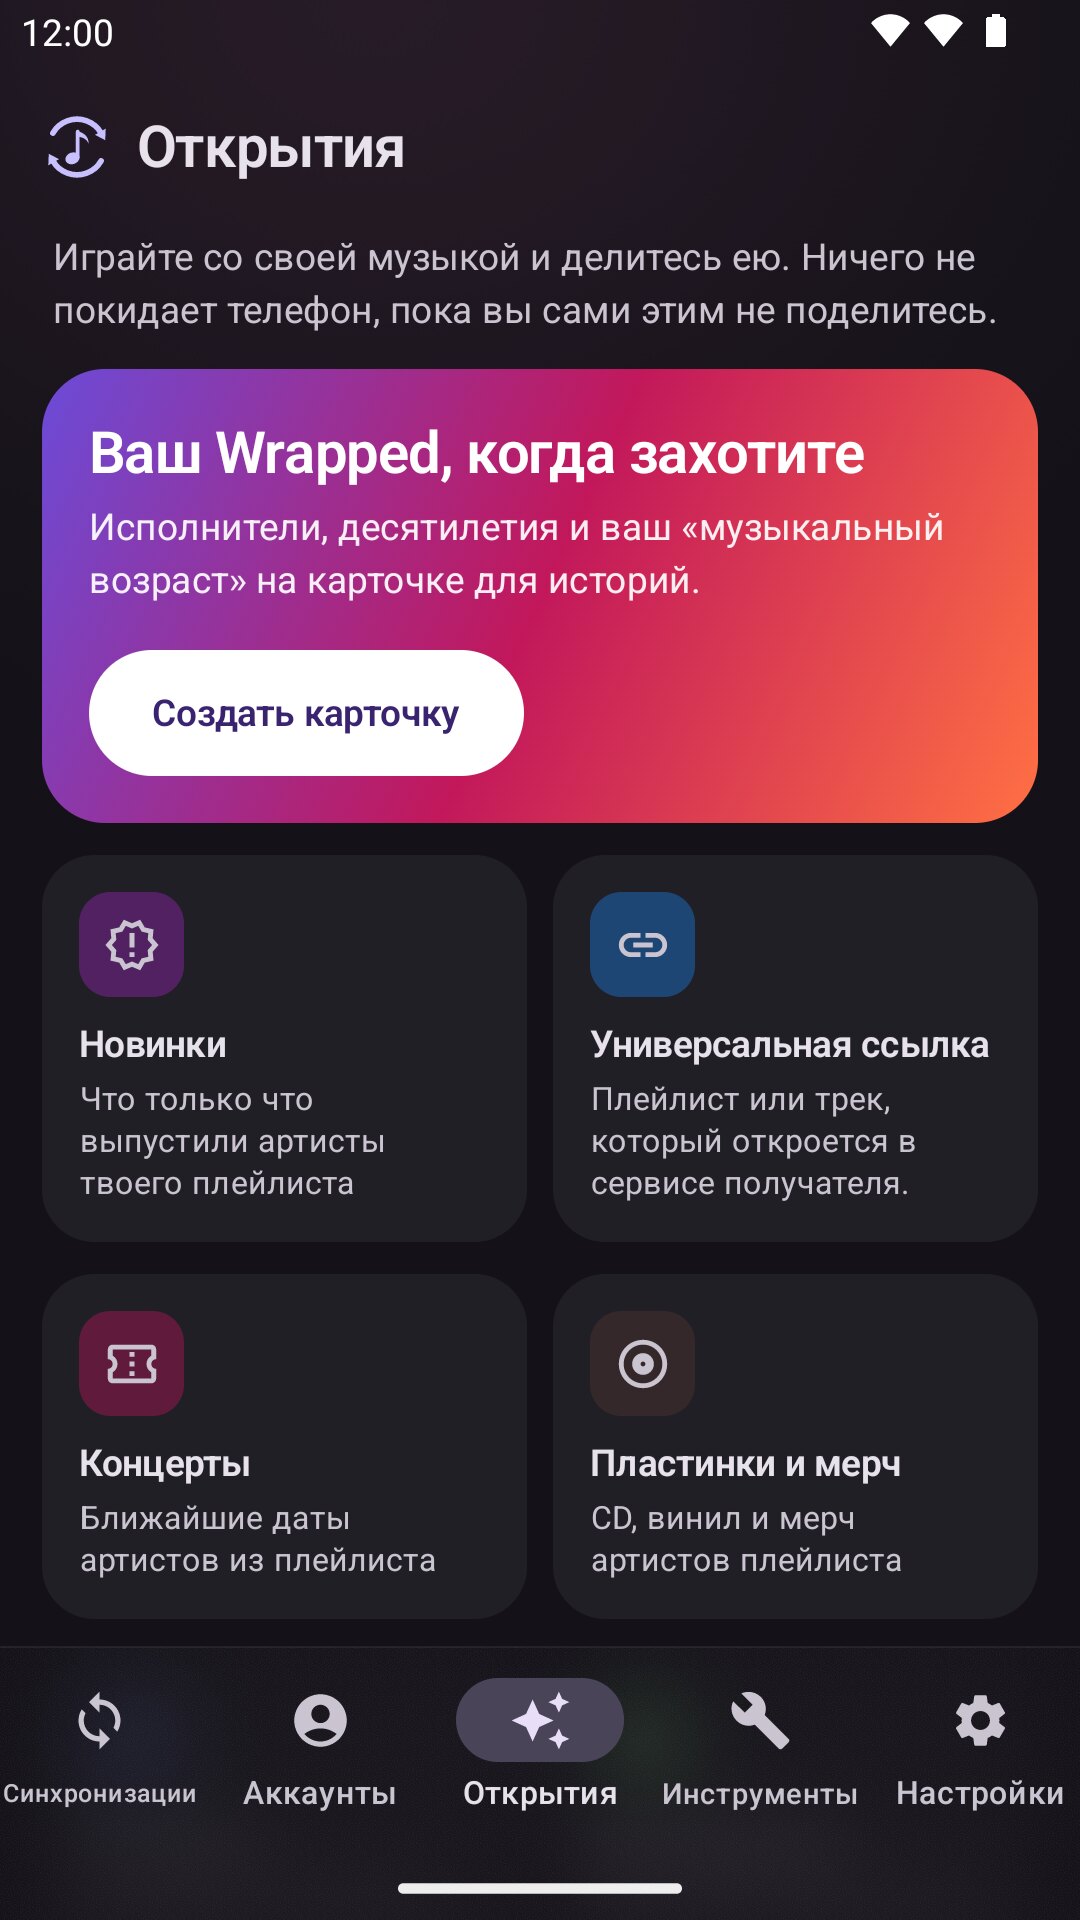 12:00
Открытия
Играйте со своей музыкой и делитесь ею. Ничего не
покидает телефон, пока вы сами этим не поделитесь.
Ваш Wrapped, когда захотите
Исполнители, десятилетия и ваш «музыкальный
возраст» на карточке для историй.
Создать карточку
Новинки
Что только что
выпустили артисты
твоего плейлиста
Универсальная ссылка
Плейлист или трек,
который откроется в
сервисе получателя.
Концерты
Ближайшие даты
артистов из плейлиста
Пластинки и мерч
CD, винил и мерч
артистов плейлиста
Синхронизации
Аккаунты
Открытия
Инструменты
Настройки